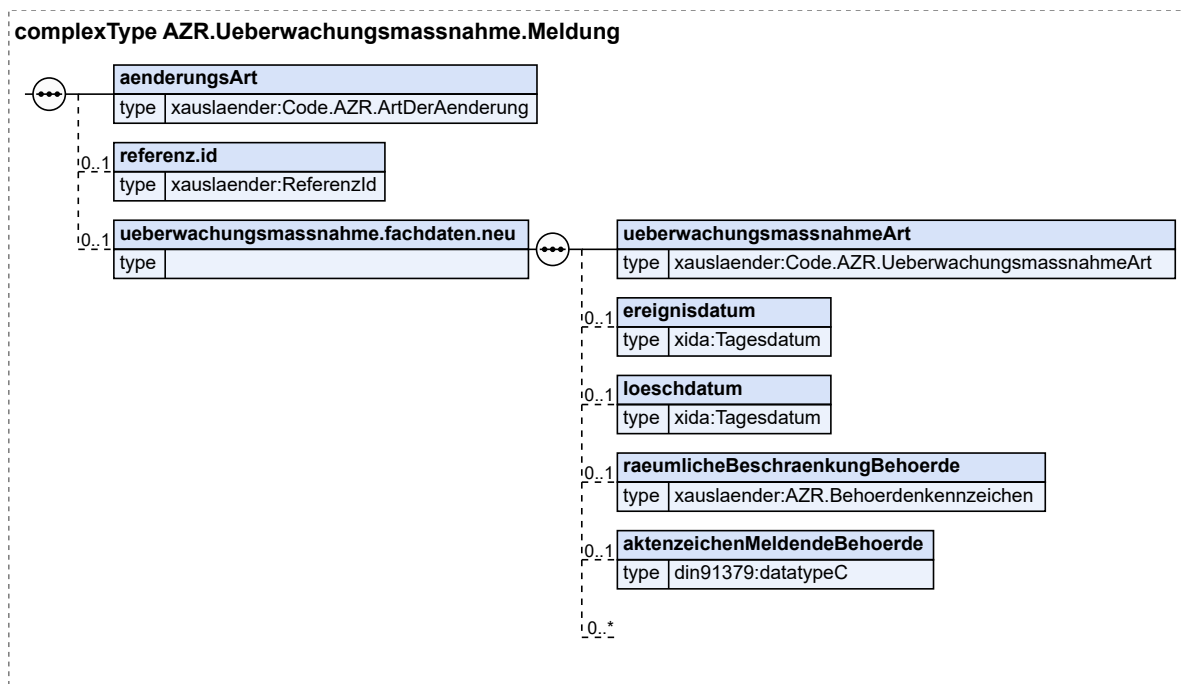 complexType AZR.Ueberwachungsmassnahme.Meldung
aenderungsArt
type xauslaender:Code.AZR.ArtDerAenderung
0..1 referenz.id
type xauslaender:ReferenzId
0..1 ueberwachungsmassnahme.fachdaten.neu
type
ueberwachungsmassnahmeArt
type xauslaender:Code.AZR.UeberwachungsmassnahmeArt
0..1 ereignisdatum
type xida:Tagesdatum
0..1 loeschdatum
type xida:Tagesdatum
0..1 raeumlicheBeschraenkungBehoerde
type xauslaender:AZR.Behoerdenkennzeichen
0..1 aktenzeichenMeldendeBehoerde
type din91379:datatypeC
0..*